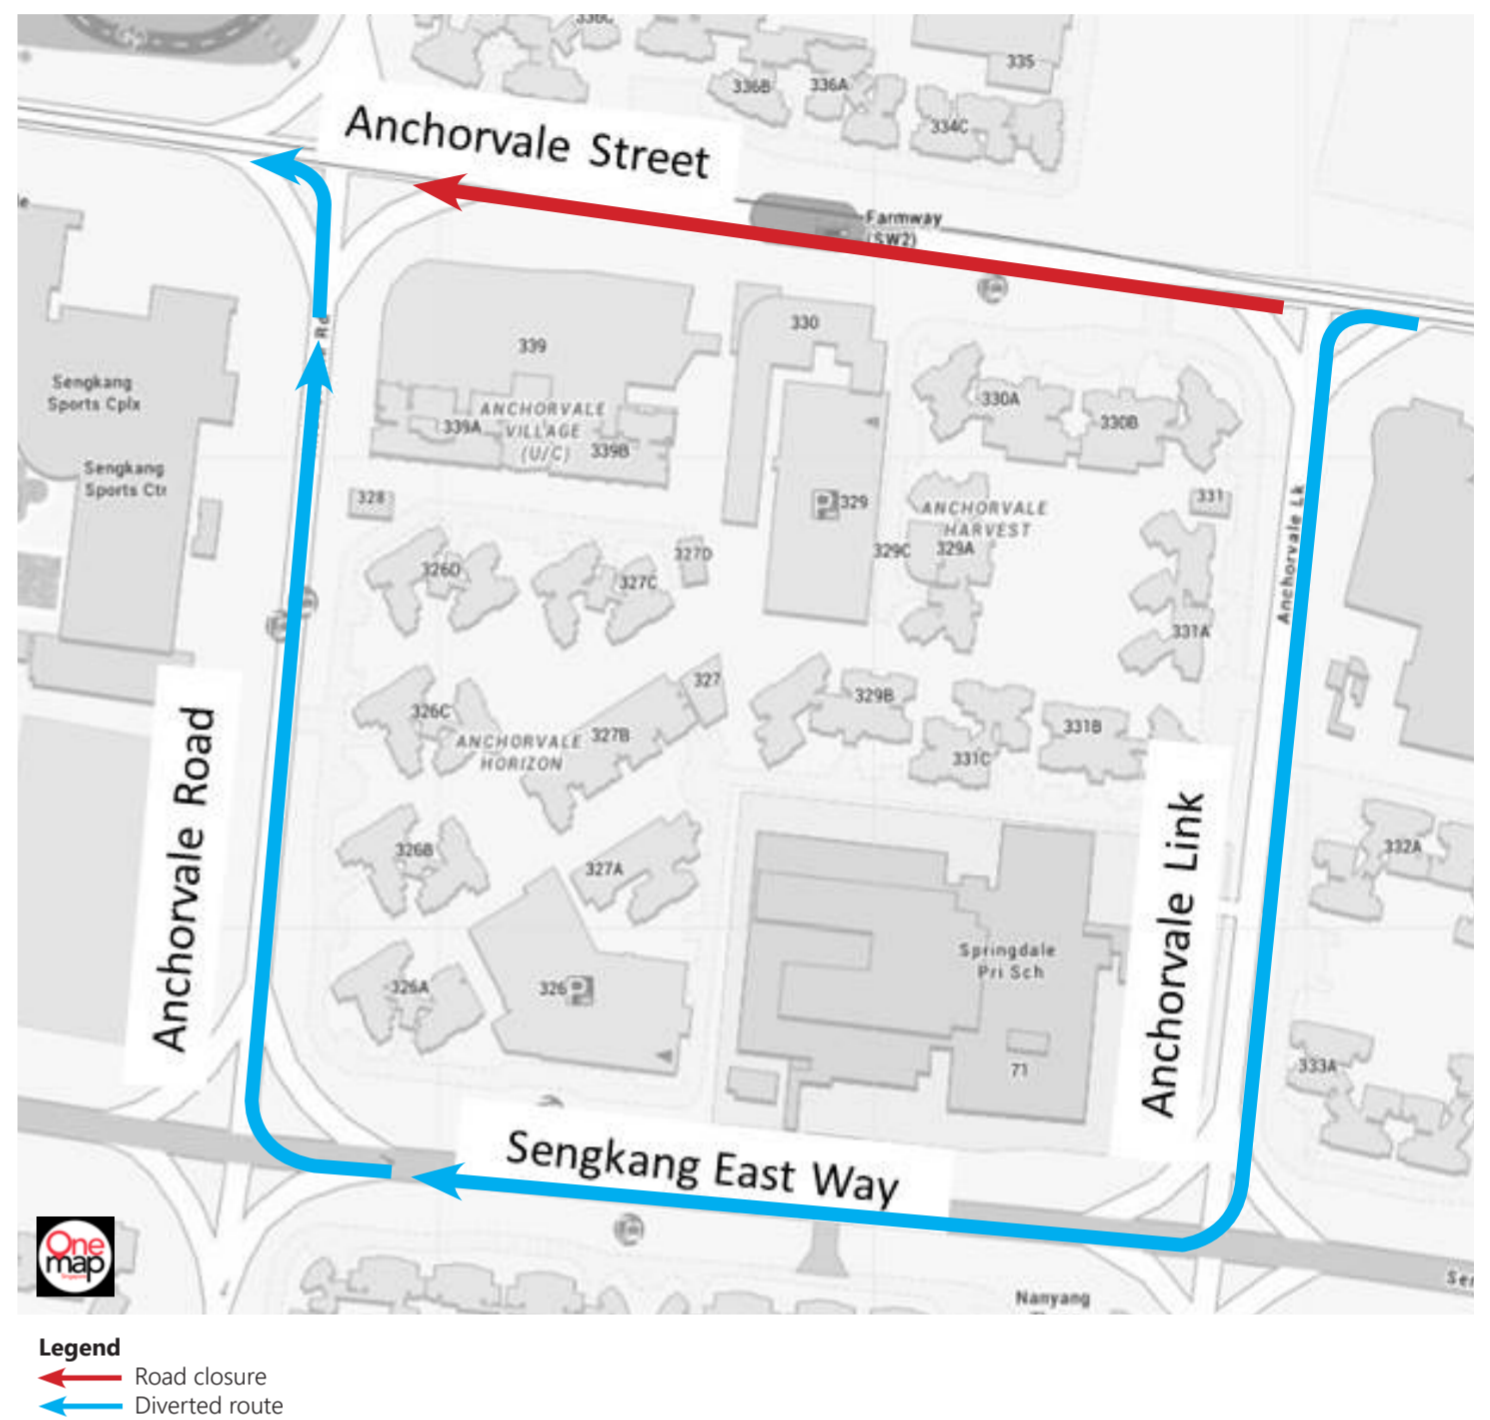 336C
335
336B
336A
334C
Anchorvale Street
Farmway
(SW2)
339
330
Sengkang
Sports Cplx
330A
330B
ANCHORVALE
VILLAGE
(U/C)
339A
339B
Sengkang
Sports Ctr
328
329
331
ANCHORVALE
HARVEST
Anchorvale Lk
327D
329C
329A
326D
327C
331A
327
329B
326C
327B
331B
ANCHORVALE
HORIZON
331C
Anchorvale Road
Anchorvale Link
326B
327A
332A
Springdale
Pri Sch
326A
326
71
333A
Sengkang East Way
One
map
Nanyang
Legend
Road closure
Diverted route